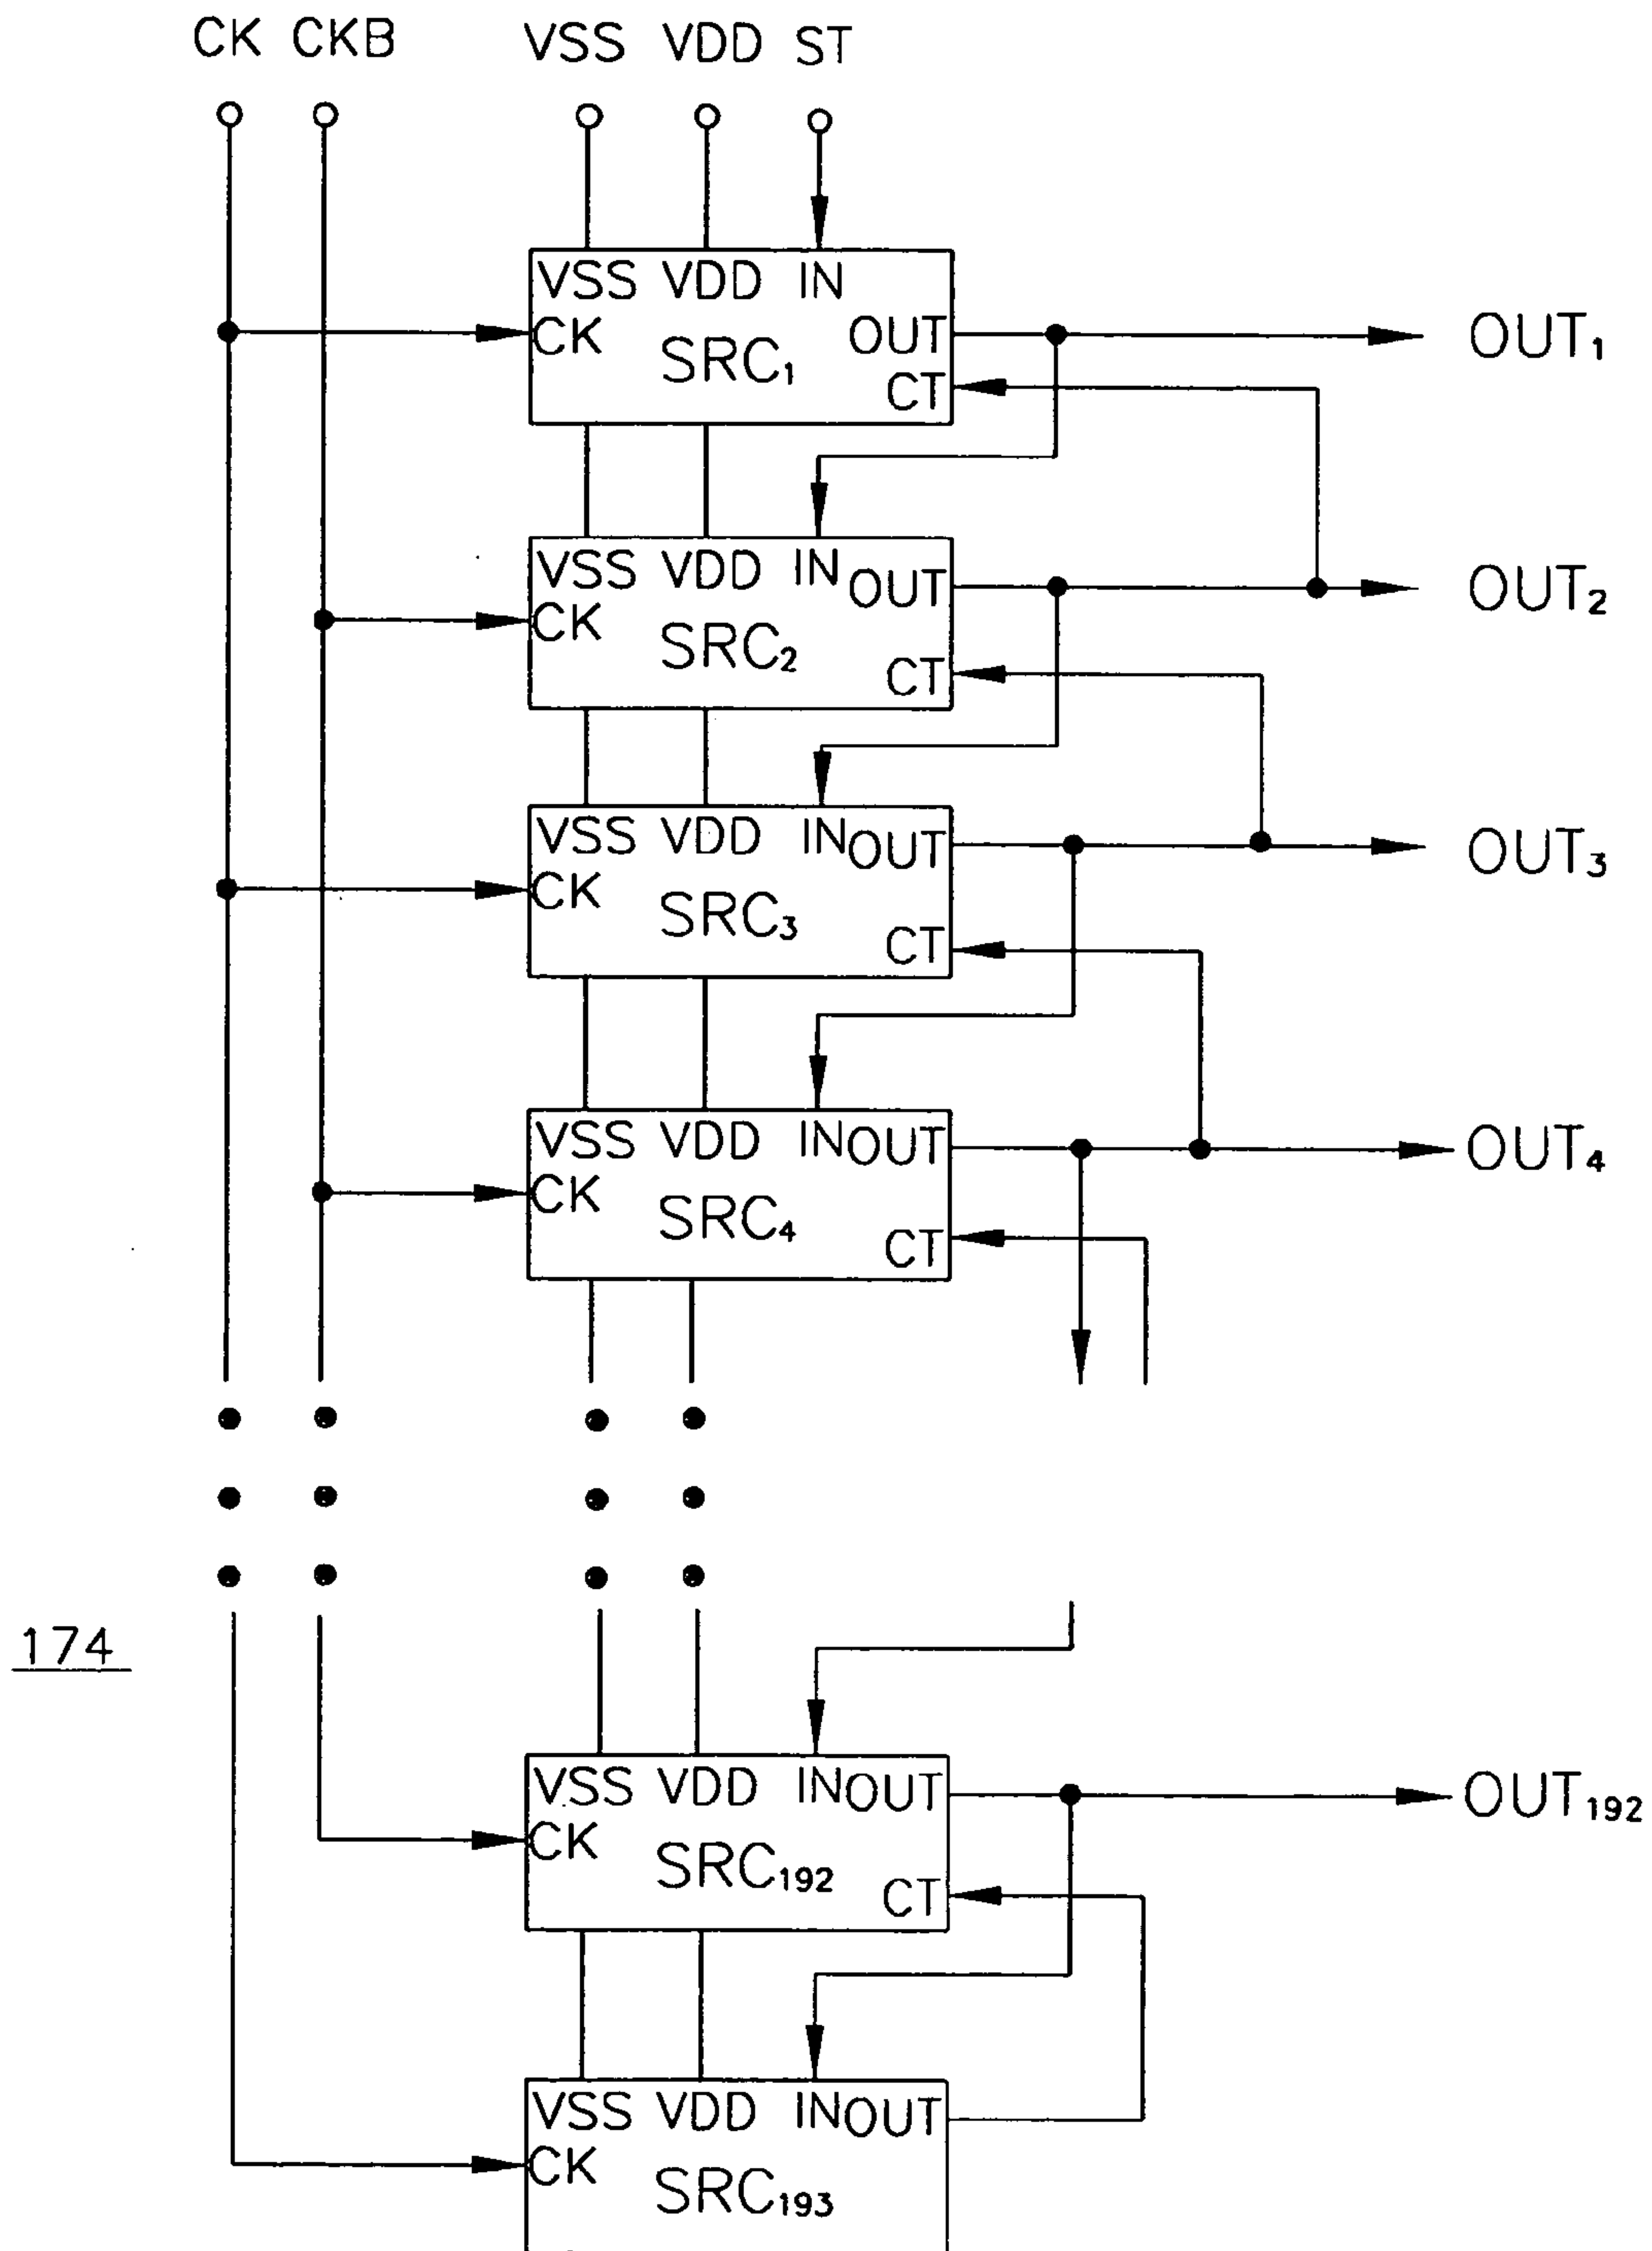 CK CKB VSS VDD ST
VSS VDD IN
CK OUT OUT₁
SRC₁
CT
VSS VDD IN
OUT OUT₂
CK
SRC₂
CT
VSS VDD IN
OUT OUT₃
CK
SRC₃
CT
VSS VDD IN OUT OUT₄
CK
SRC₄
CT
174
VSS VDD IN OUT OUT₁₉₂
CK
SRC₁₉₂
CT
VSS VDD IN OUT
CK
SRC₁₉₃